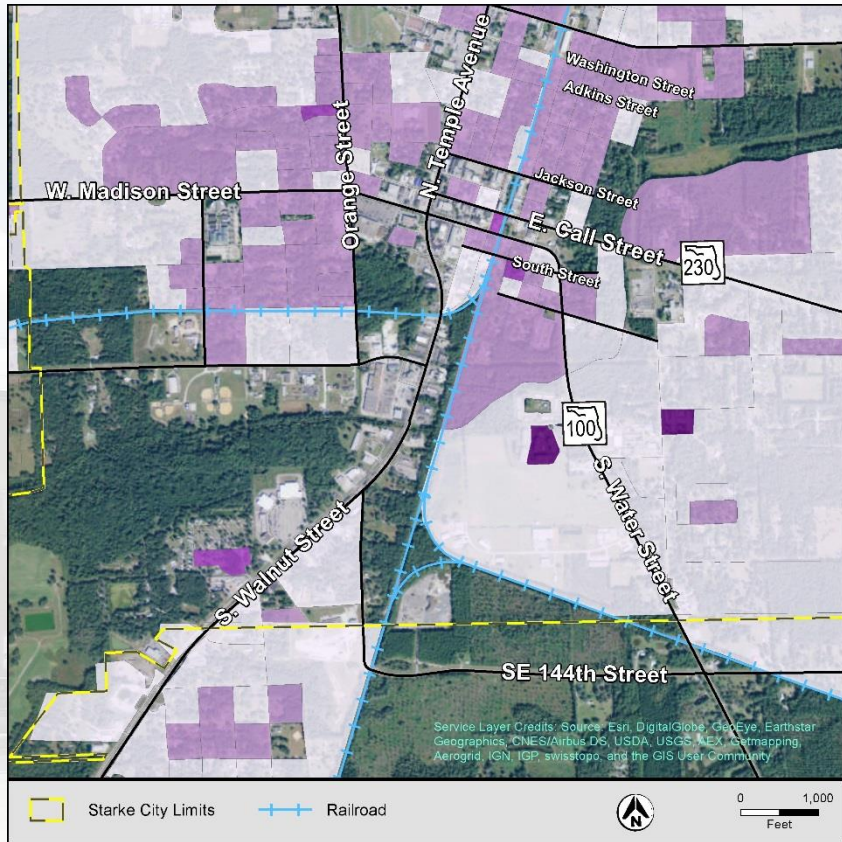 Washington Street
Adkins Street
N. Temple Avenue
Orange Street
Jackson Street
W. Madison Street
E. Call Street
230
South Street
100
S. Water Street
S. Walnut Street
SE 144th Street
Service Layer Credits: Source: Esri, DigitalGlobe, GeoEye, Earthstar
Geographics, CNES/Airbus DS, USDA, USGS, AEX, Getmapping,
Aerogrid, IGN, IGP, swisstopo, and the GIS User Community
Starke City Limits
Railroad
N
0 1,000
Feet